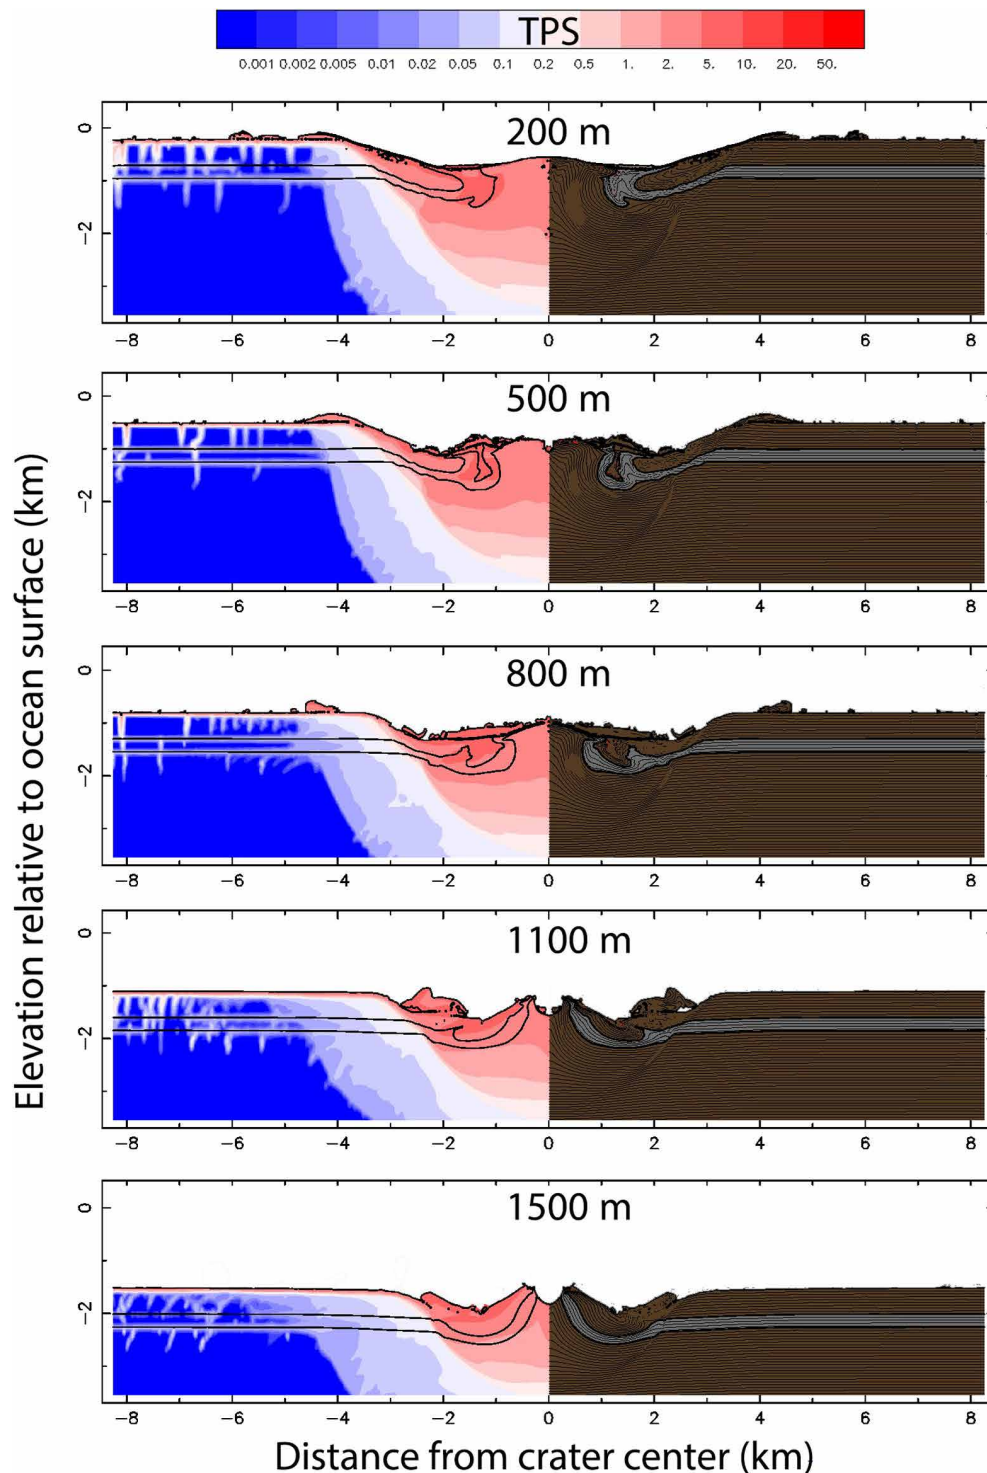 TPS
0.001 0.002 0.005 0.01 0.02 0.05 0.1 0.2 0.5 1. 2. 5. 10. 20. 50.
200 m
0
−2
−8 −6 −4 −2 0 2 4 6 8
500 m
0
−2
−8 −6 −4 −2 0 2 4 6 8
800 m
0
−2
−8 −6 −4 −2 0 2 4 6 8
1100 m
0
−2
−8 −6 −4 −2 0 2 4 6 8
1500 m
0
−2
−8 −6 −4 −2 0 2 4 6 8
Elevation relative to ocean surface (km)
Distance from crater center (km)